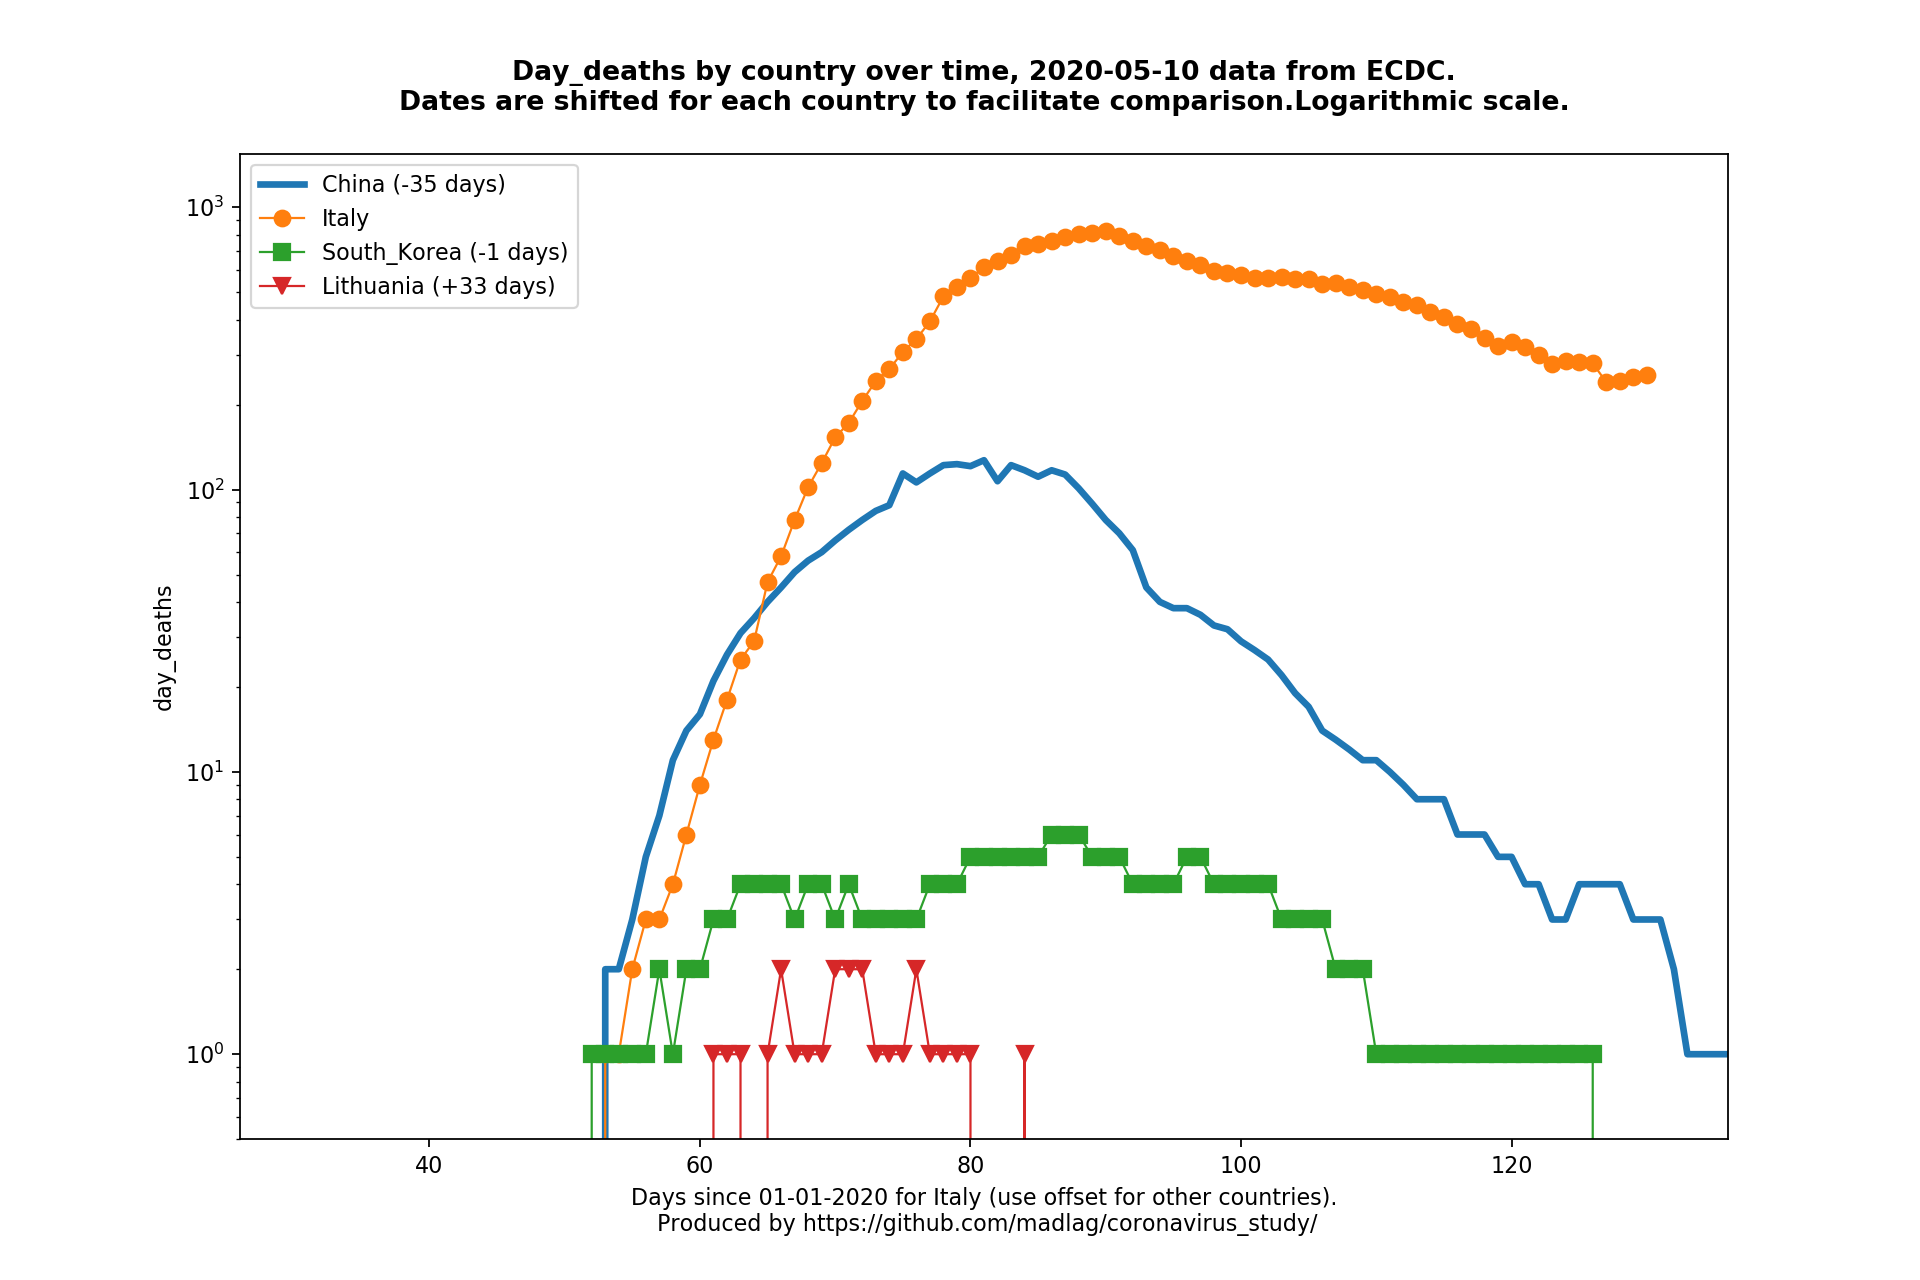 Day_deaths by country over time, 2020-05-10 data from ECDC.
Dates are shifted for each country to facilitate comparison.Logarithmic scale.
China (-35 days)
Italy
South_Korea (-1 days)
Lithuania (+33 days)
10³
10²
10¹
10⁰
day_deaths
40 60 80 100 120
Days since 01-01-2020 for Italy (use offset for other countries).
Produced by https://github.com/madlag/coronavirus_study/